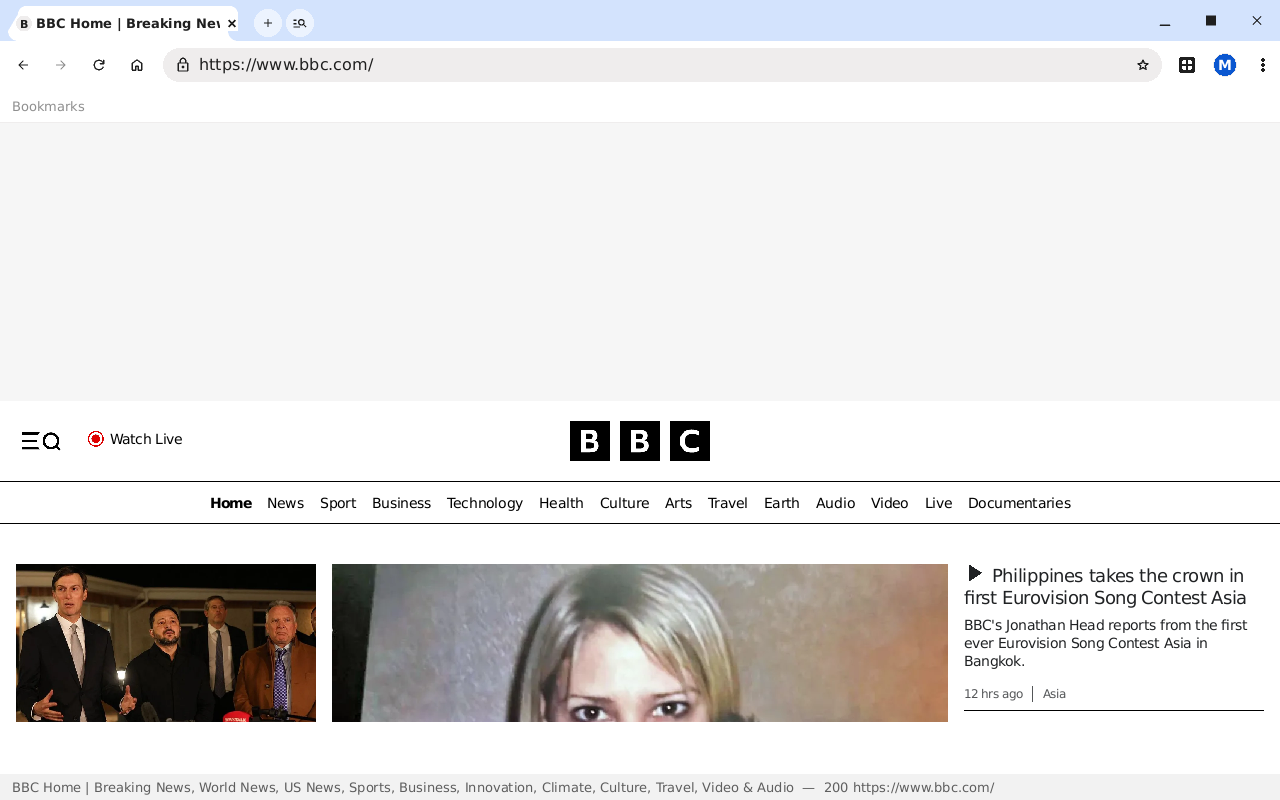 B BBC Home | Breaking Nev
https://www.bbc.com/
M
Bookmarks
Watch Live
BBC
Home News Sport Business Technology Health Culture Arts Travel Earth Audio Video Live Documentaries
Philippines takes the crown in
first Eurovision Song Contest Asia
BBC's Jonathan Head reports from the first
ever Eurovision Song Contest Asia in
Bangkok.
12 hrs ago | Asia
BBC Home | Breaking News, World News, US News, Sports, Business, Innovation, Climate, Culture, Travel, Video & Audio — 200 https://www.bbc.com/